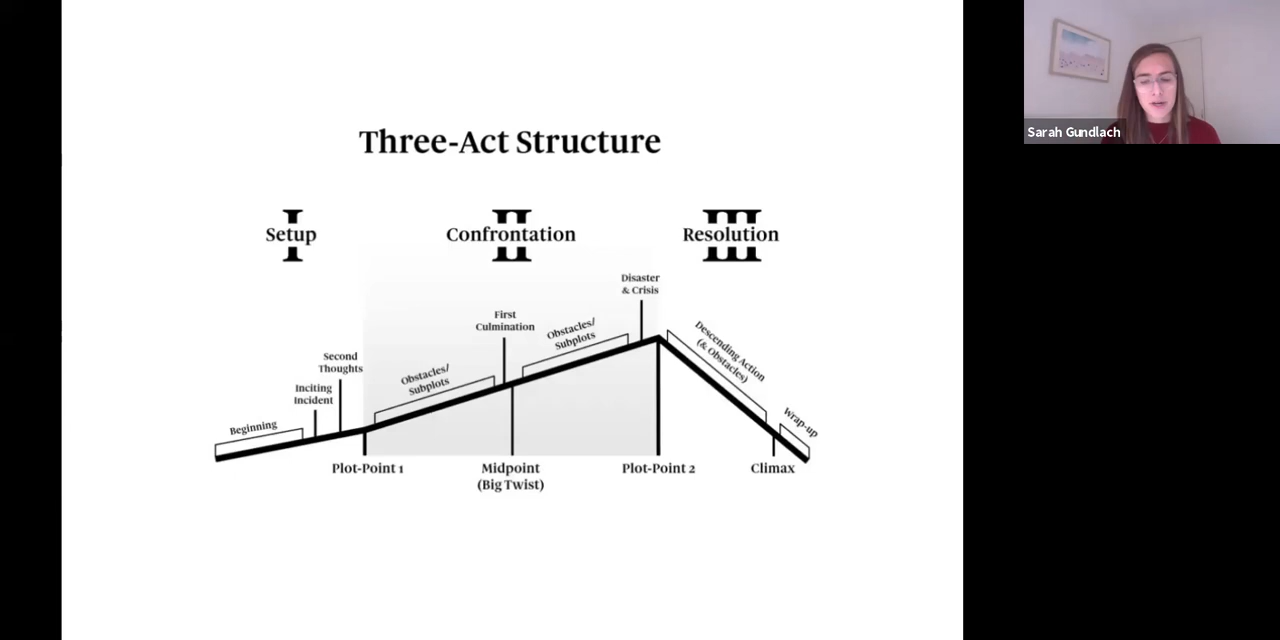 Three-Act Structure
I
Setup
II
Confrontation
III
Resolution
Beginning
Inciting
Incident
Second
Thoughts
Obstacles/
Subplots
First
Culmination
Obstacles/
Subplots
Disaster
& Crisis
Descending Action
(& Obstacles)
Wrap-up
Plot-Point 1
Midpoint
(Big Twist)
Plot-Point 2
Climax
Sarah Gundlach